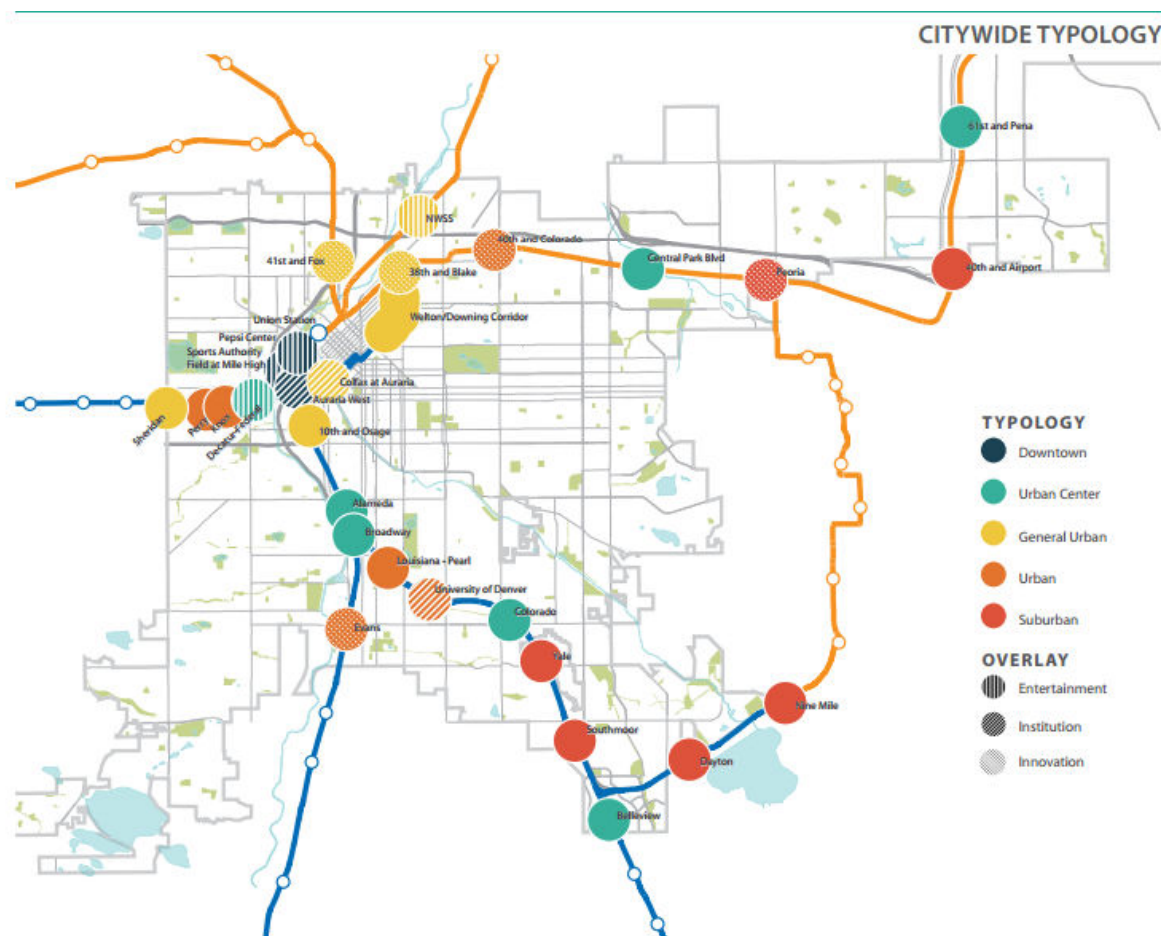 CITYWIDE TYPOLOGY
61st and Pena
NWSS
40th and Colorado
41st and Fox
38th and Blake
Central Park Blvd
Peoria
40th and Airport
Union Station
Welton/Downing Corridor
Pepsi Center
Sports Authority
Field at Mile High
Colfax at Auraria
Auraria West
Sheridan
Perry
Knox
Decatur-Federal
10th and Osage
Alameda
Broadway
Louisiana - Pearl
University of Denver
Evans
Colorado
Yale
Southmoor
Nine Mile
Dayton
Belleview
TYPOLOGY
Downtown
Urban Center
General Urban
Urban
Suburban
OVERLAY
Entertainment
Institution
Innovation